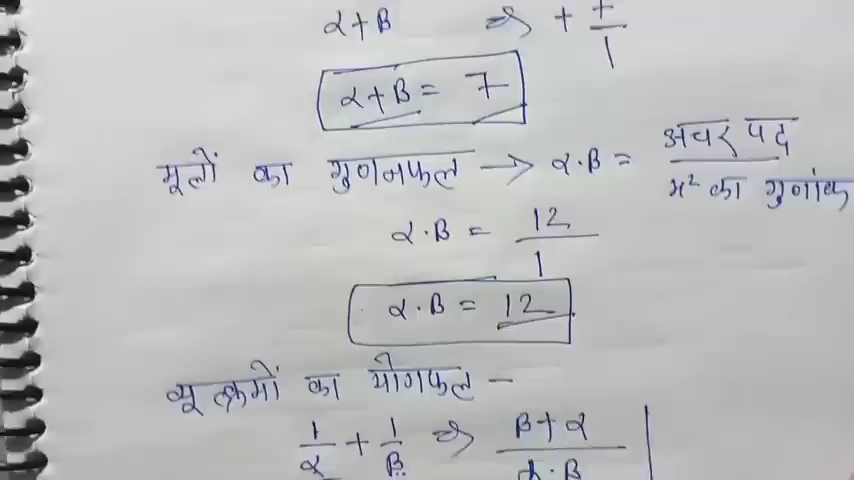 α+β ⇒ + 7/1
α+β = 7
मूलों का गुणनफल → α·β = अचर पद / x² का गुणांक
α·β = 12/1
α·β = 12
व्यूत्क्रमों का योगफल –
1/α + 1/β ⇒ β+α / α·β